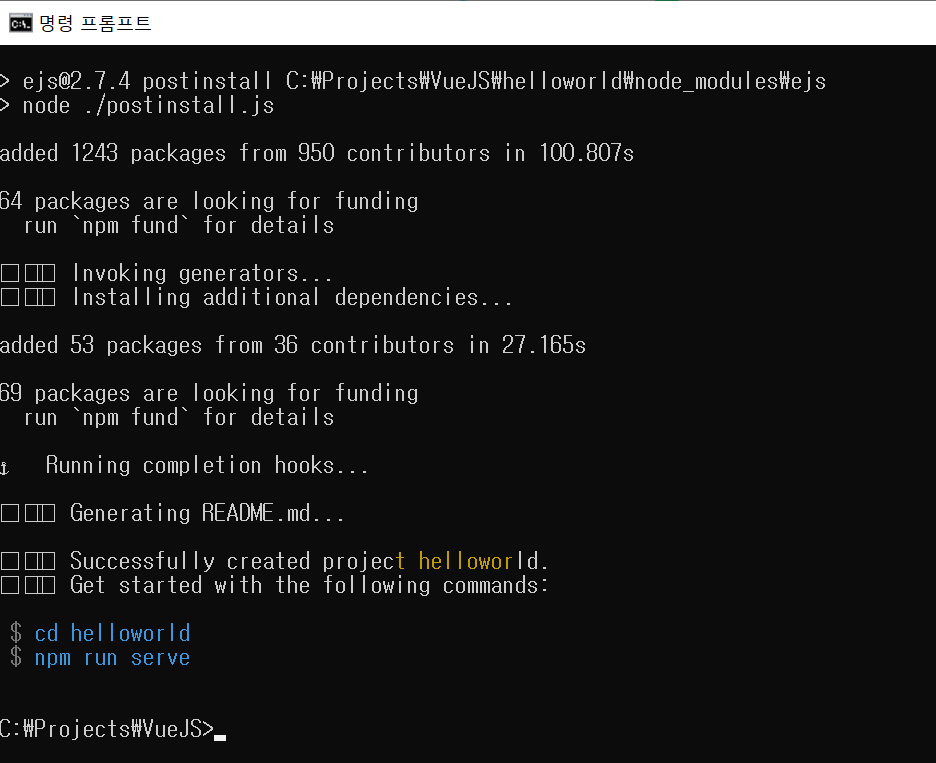 명령 프롬프트
> ejs@2.7.4 postinstall C:₩Projects₩VueJS₩helloworld₩node_modules₩ejs
> node ./postinstall.js
added 1243 packages from 950 contributors in 100.807s
64 packages are looking for funding
run `npm fund` for details
□□□ Invoking generators...
□□□ Installing additional dependencies...
added 53 packages from 36 contributors in 27.165s
69 packages are looking for funding
run `npm fund` for details
⚓ Running completion hooks...
□□□ Generating README.md...
□□□ Successfully created project helloworld.
□□□ Get started with the following commands:
$ cd helloworld
$ npm run serve
C:₩Projects₩VueJS>